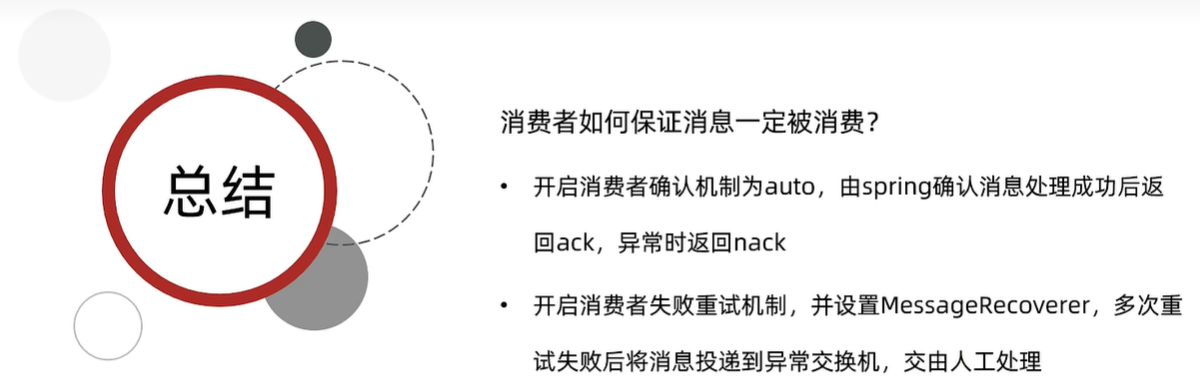 总结
消费者如何保证消息一定被消费？
• 开启消费者确认机制为auto，由spring确认消息处理成功后返
回ack，异常时返回nack
• 开启消费者失败重试机制，并设置MessageRecoverer，多次重
试失败后将消息投递到异常交换机，交由人工处理